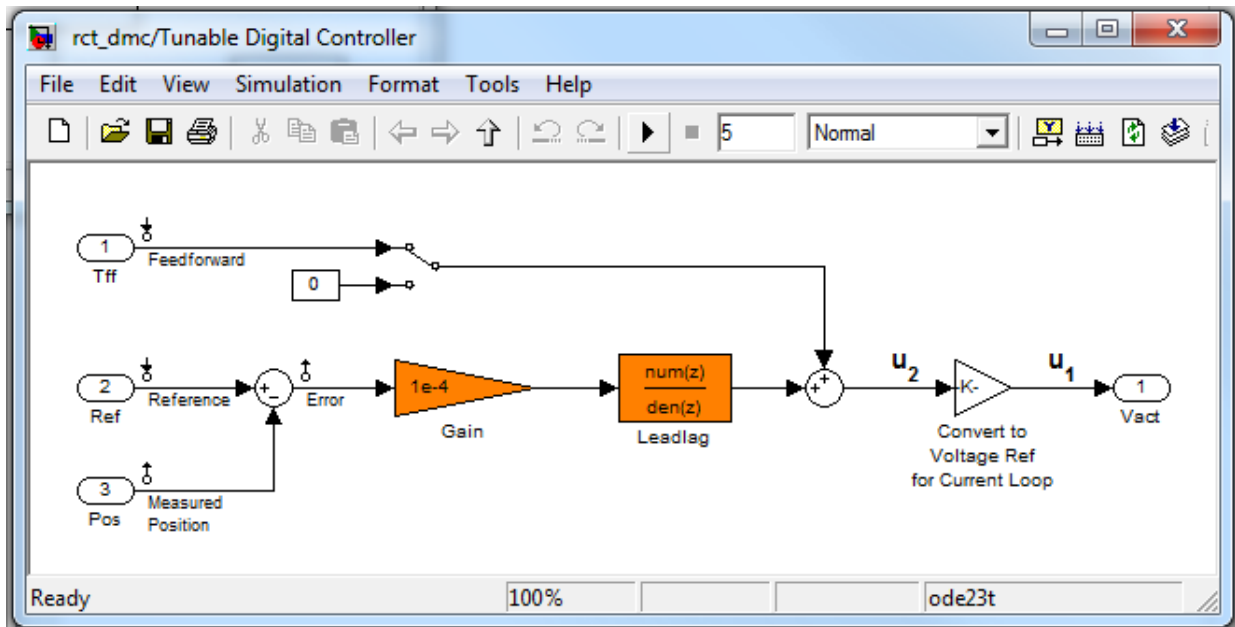 rct_dmc/Tunable Digital Controller
File Edit View Simulation Format Tools Help
5 Normal
1
Feedforward
Tff
0
2
Reference
Ref
+
−
Error
1e-4
Gain
num(z)
den(z)
Leadlag
+
+
u2
-K-
u1
Convert to
Voltage Ref
for Current Loop
1
Vact
3
Pos
Measured
Position
Ready 100% ode23t